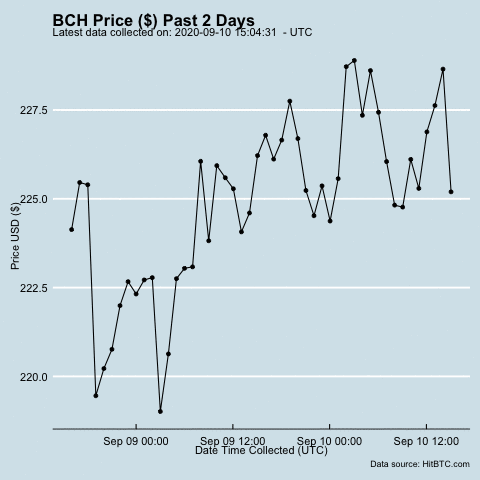 BCH Price ($) Past 2 Days
Latest data collected on: 2020-09-10 15:04:31  - UTC
Price USD ($)
227.5
225.0
222.5
220.0
Sep 09 00:00
Sep 09 12:00
Sep 10 00:00
Sep 10 12:00
Date Time Collected (UTC)
Data source: HitBTC.com